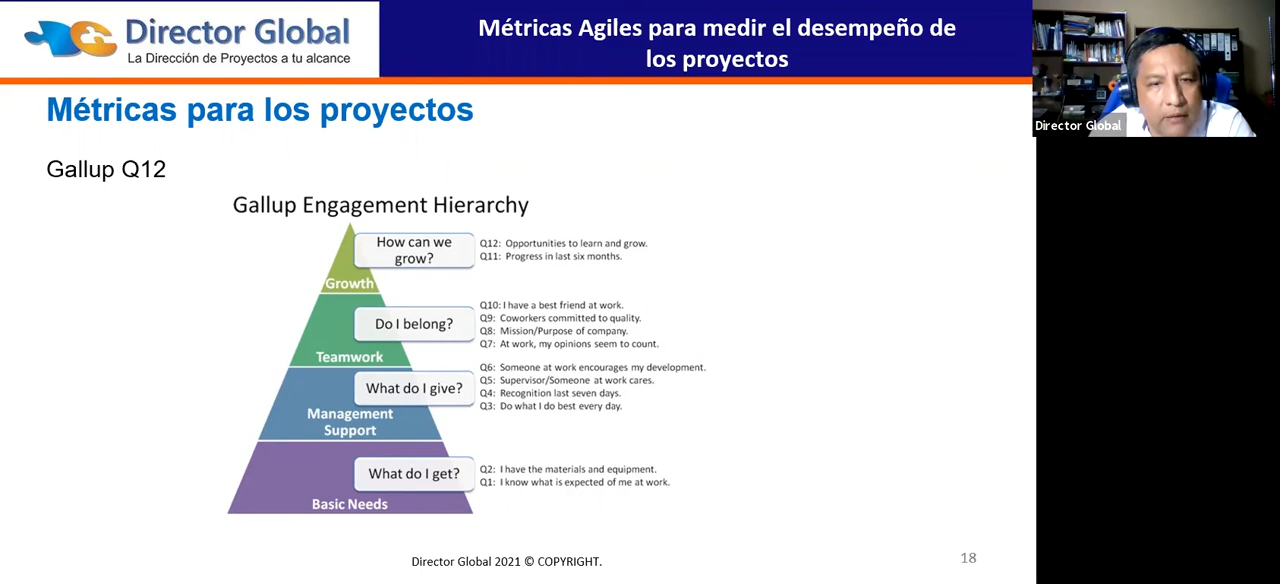 Director Global
La Dirección de Proyectos a tu alcance
Métricas Agiles para medir el desempeño de
los proyectos
Director Global
Métricas para los proyectos
Gallup Q12
Gallup Engagement Hierarchy
How can we
grow?
Growth
Q12: Opportunities to learn and grow.
Q11: Progress in last six months.
Do I belong?
Teamwork
Q10: I have a best friend at work.
Q9: Coworkers committed to quality.
Q8: Mission/Purpose of company.
Q7: At work, my opinions seem to count.
What do I give?
Management
Support
Q6: Someone at work encourages my development.
Q5: Supervisor/Someone at work cares.
Q4: Recognition last seven days.
Q3: Do what I do best every day.
What do I get?
Basic Needs
Q2: I have the materials and equipment.
Q1: I know what is expected of me at work.
Director Global 2021 © COPYRIGHT.
18